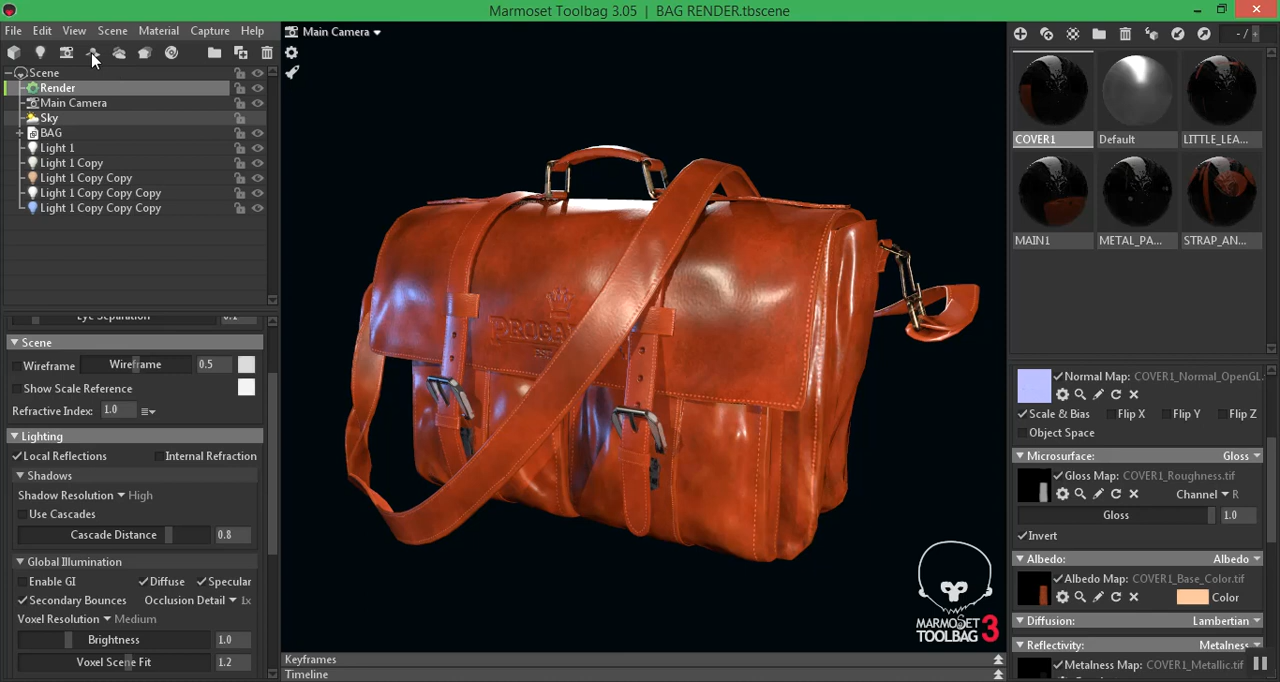 Marmoset Toolbag 3.05 | BAG RENDER.tbscene
File Edit View Scene Material Capture Help
Main Camera
Scene
Render
Main Camera
Sky
BAG
Light 1
Light 1 Copy
Light 1 Copy Copy
Light 1 Copy Copy Copy
Light 1 Copy Copy Copy
Eye Separation 0.1
Scene
Wireframe Wireframe 0.5
Show Scale Reference
Refractive Index: 1.0
Lighting
Local Reflections Internal Refraction
Shadows
Shadow Resolution High
Use Cascades
Cascade Distance 0.8
Global Illumination
Enable GI Diffuse Specular
Secondary Bounces Occlusion Detail 1x
Voxel Resolution Medium
Brightness 1.0
Voxel Scene Fit 1.2
MARMOSET
TOOLBAG 3
Keyframes
Timeline
- / +
COVER1 Default LITTLE_LEA...
MAIN1 METAL_PA... STRAP_AN...
Normal Map: COVER1_Normal_OpenGL.
Scale & Bias Flip X Flip Y Flip Z
Object Space
Microsurface: Gloss
Gloss Map: COVER1_Roughness.tif
Channel R
Gloss 1.0
Invert
Albedo: Albedo
Albedo Map: COVER1_Base_Color.tif
Color
Diffusion: Lambertian
Reflectivity: Metalness
Metalness Map: COVER1_Metallic.tif